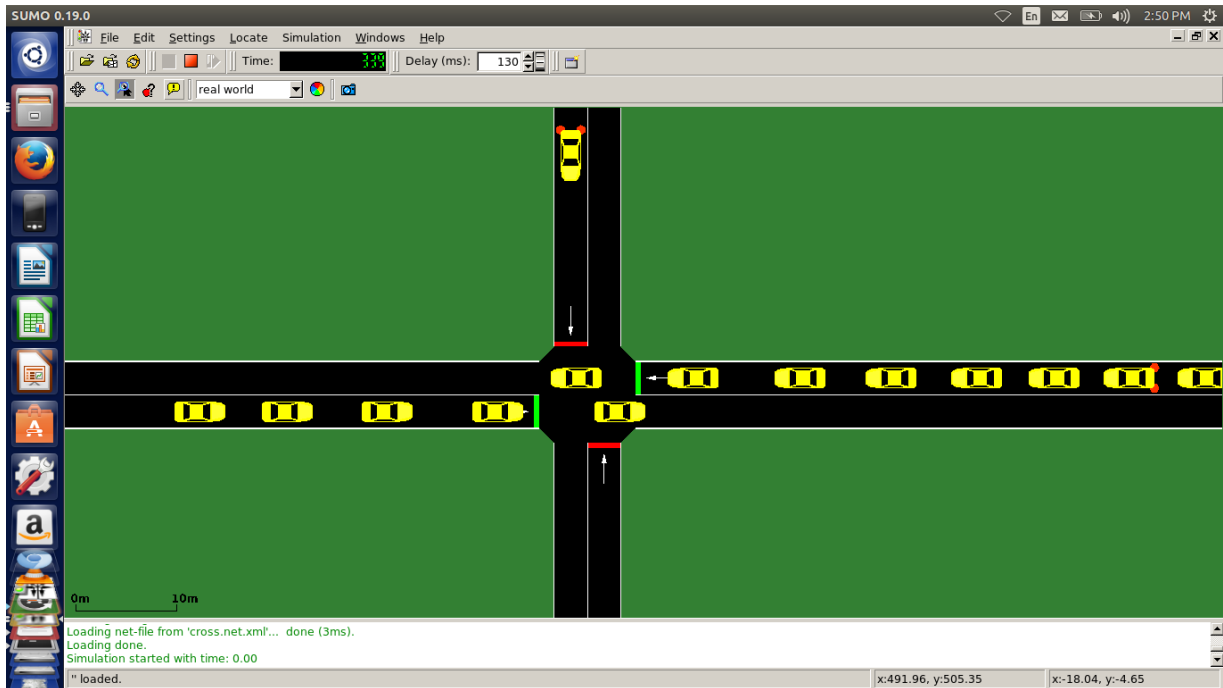 SUMO 0.19.0
En
2:50 PM
File Edit Settings Locate Simulation Windows Help
Time: 339 Delay (ms): 130
real world
0m 10m
Loading net-file from 'cross.net.xml'... done (3ms).
Loading done.
Simulation started with time: 0.00
'' loaded.
x:491.96, y:505.35
x:-18.04, y:-4.65